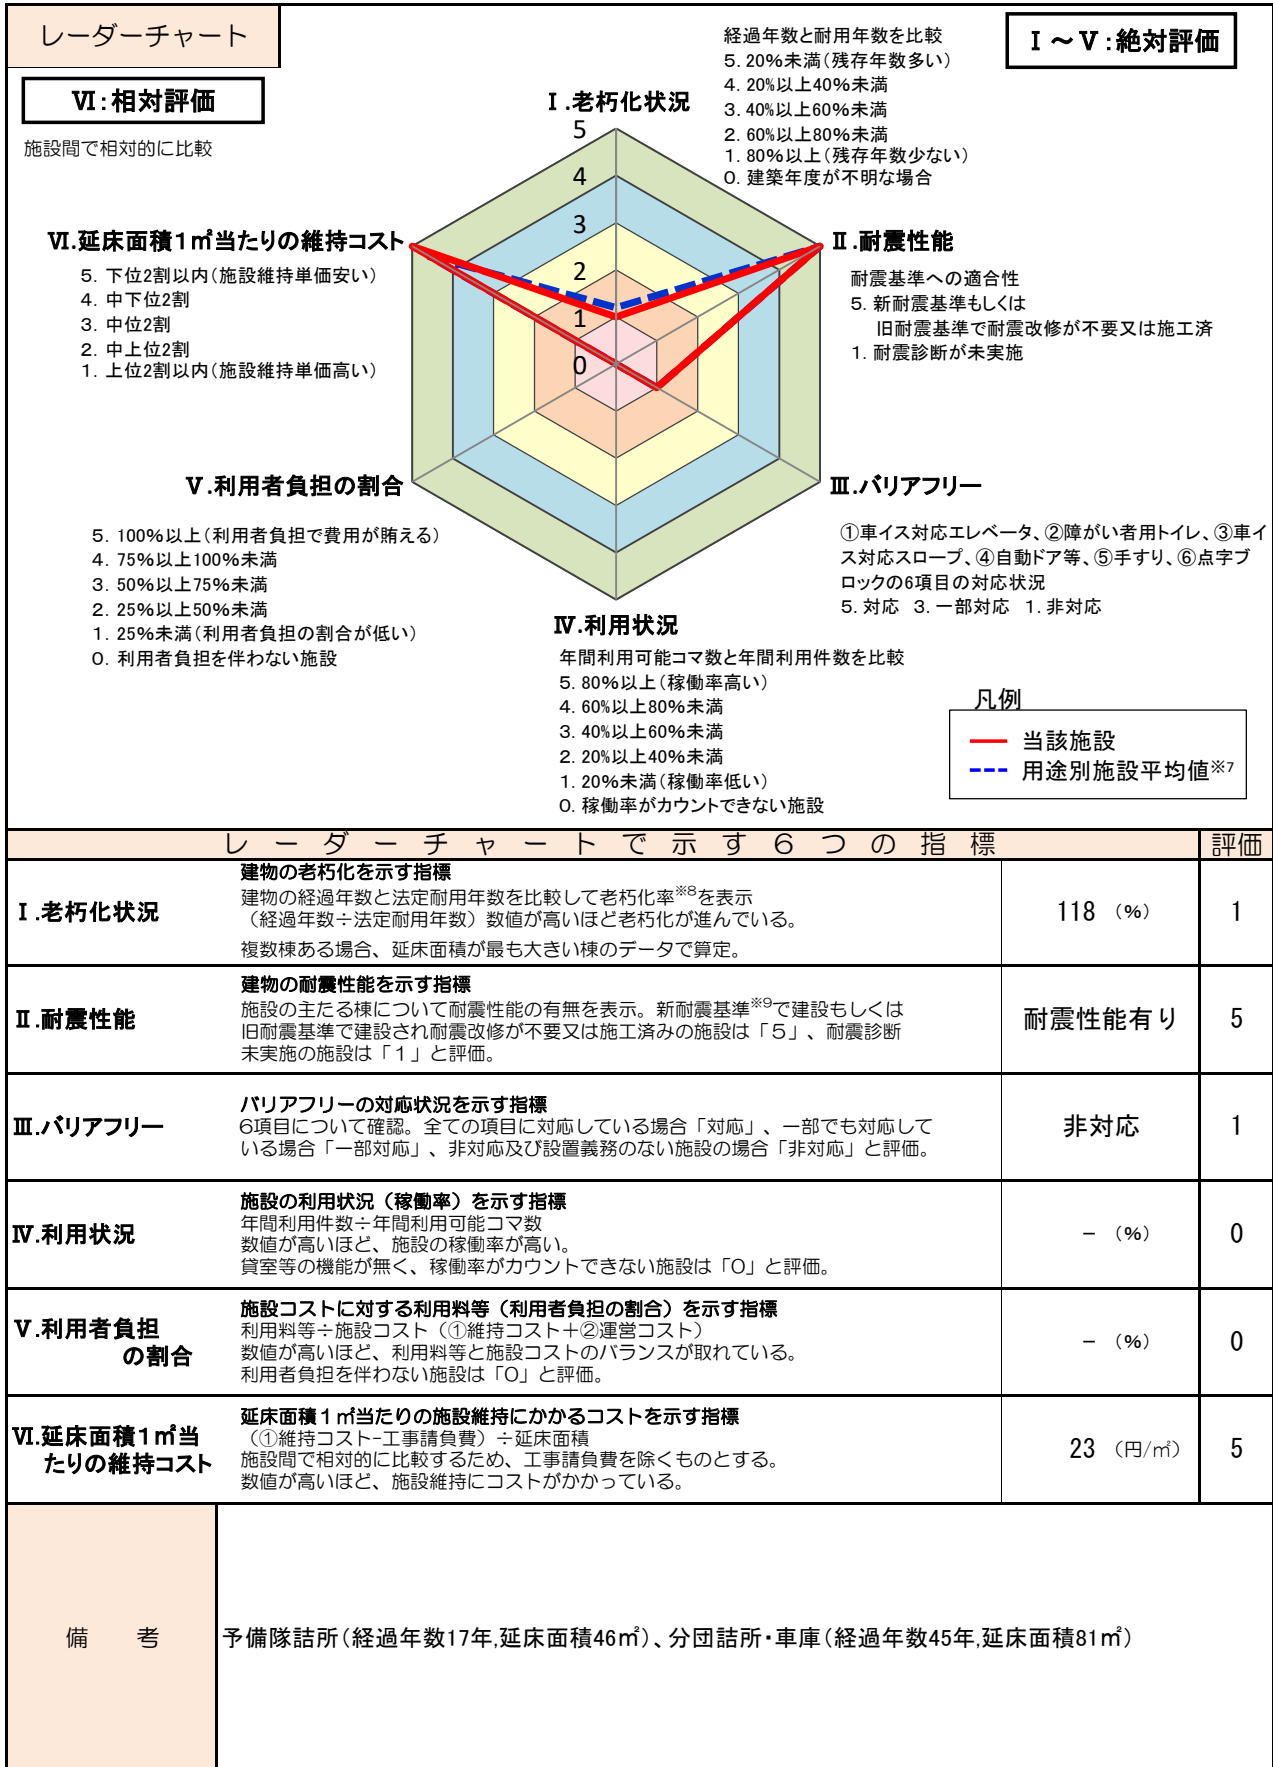 レーダーチャート
Ⅰ～Ⅴ:絶対評価
Ⅵ:相対評価
施設間で相対的に比較
経過年数と耐用年数を比較
5. 20%未満(残存年数多い)
4. 20%以上40%未満
3. 40%以上60%未満
2. 60%以上80%未満
1. 80%以上(残存年数少ない)
0. 建築年度が不明な場合
Ⅰ.老朽化状況
5
4
3
2
1
0
Ⅱ.耐震性能
耐震基準への適合性
5. 新耐震基準もしくは
旧耐震基準で耐震改修が不要又は施工済
1. 耐震診断が未実施
Ⅵ.延床面積1㎡当たりの維持コスト
5. 下位2割以内(施設維持単価安い)
4. 中下位2割
3. 中位2割
2. 中上位2割
1. 上位2割以内(施設維持単価高い)
Ⅴ.利用者負担の割合
5. 100%以上(利用者負担で費用が賄える)
4. 75%以上100%未満
3. 50%以上75%未満
2. 25%以上50%未満
1. 25%未満(利用者負担の割合が低い)
0. 利用者負担を伴わない施設
Ⅲ.バリアフリー
①車イス対応エレベータ、②障がい者用トイレ、③車イ
ス対応スロープ、④自動ドア等、⑤手すり、⑥点字ブ
ロックの6項目の対応状況
5. 対応 3. 一部対応 1. 非対応
Ⅳ.利用状況
年間利用可能コマ数と年間利用件数を比較
5. 80%以上(稼働率高い)
4. 60%以上80%未満
3. 40%以上60%未満
2. 20%以上40%未満
1. 20%未満(稼働率低い)
0. 稼働率がカウントできない施設
凡例
当該施設
用途別施設平均値※7
レーダーチャートで示す6つの指標 評価
Ⅰ.老朽化状況
建物の老朽化を示す指標
建物の経過年数と法定耐用年数を比較して老朽化率※8を表示
(経過年数÷法定耐用年数)数値が高いほど老朽化が進んでいる。
複数棟ある場合、延床面積が最も大きい棟のデータで算定。
118 (%) 1
Ⅱ.耐震性能
建物の耐震性能を示す指標
施設の主たる棟について耐震性能の有無を表示。新耐震基準※9で建設もしくは
旧耐震基準で建設され耐震改修が不要又は施工済みの施設は「5」、耐震診断
未実施の施設は「1」と評価。
耐震性能有り 5
Ⅲ.バリアフリー
バリアフリーの対応状況を示す指標
6項目について確認。全ての項目に対応している場合「対応」、一部でも対応して
いる場合「一部対応」、非対応及び設置義務のない施設の場合「非対応」と評価。
非対応 1
Ⅳ.利用状況
施設の利用状況(稼働率)を示す指標
年間利用件数÷年間利用可能コマ数
数値が高いほど、施設の稼働率が高い。
貸室等の機能が無く、稼働率がカウントできない施設は「0」と評価。
- (%) 0
Ⅴ.利用者負担
の割合
施設コストに対する利用料等(利用者負担の割合)を示す指標
利用料等÷施設コスト(①維持コスト+②運営コスト)
数値が高いほど、利用料等と施設コストのバランスが取れている。
利用者負担を伴わない施設は「0」と評価。
- (%) 0
Ⅵ.延床面積1㎡当
たりの維持コスト
延床面積1㎡当たりの施設維持にかかるコストを示す指標
(①維持コスト-工事請負費)÷延床面積
施設間で相対的に比較するため、工事請負費を除くものとする。
数値が高いほど、施設維持にコストがかかっている。
23 (円/㎡) 5
備 考
予備隊詰所(経過年数17年,延床面積46㎡)、分団詰所・車庫(経過年数45年,延床面積81㎡)